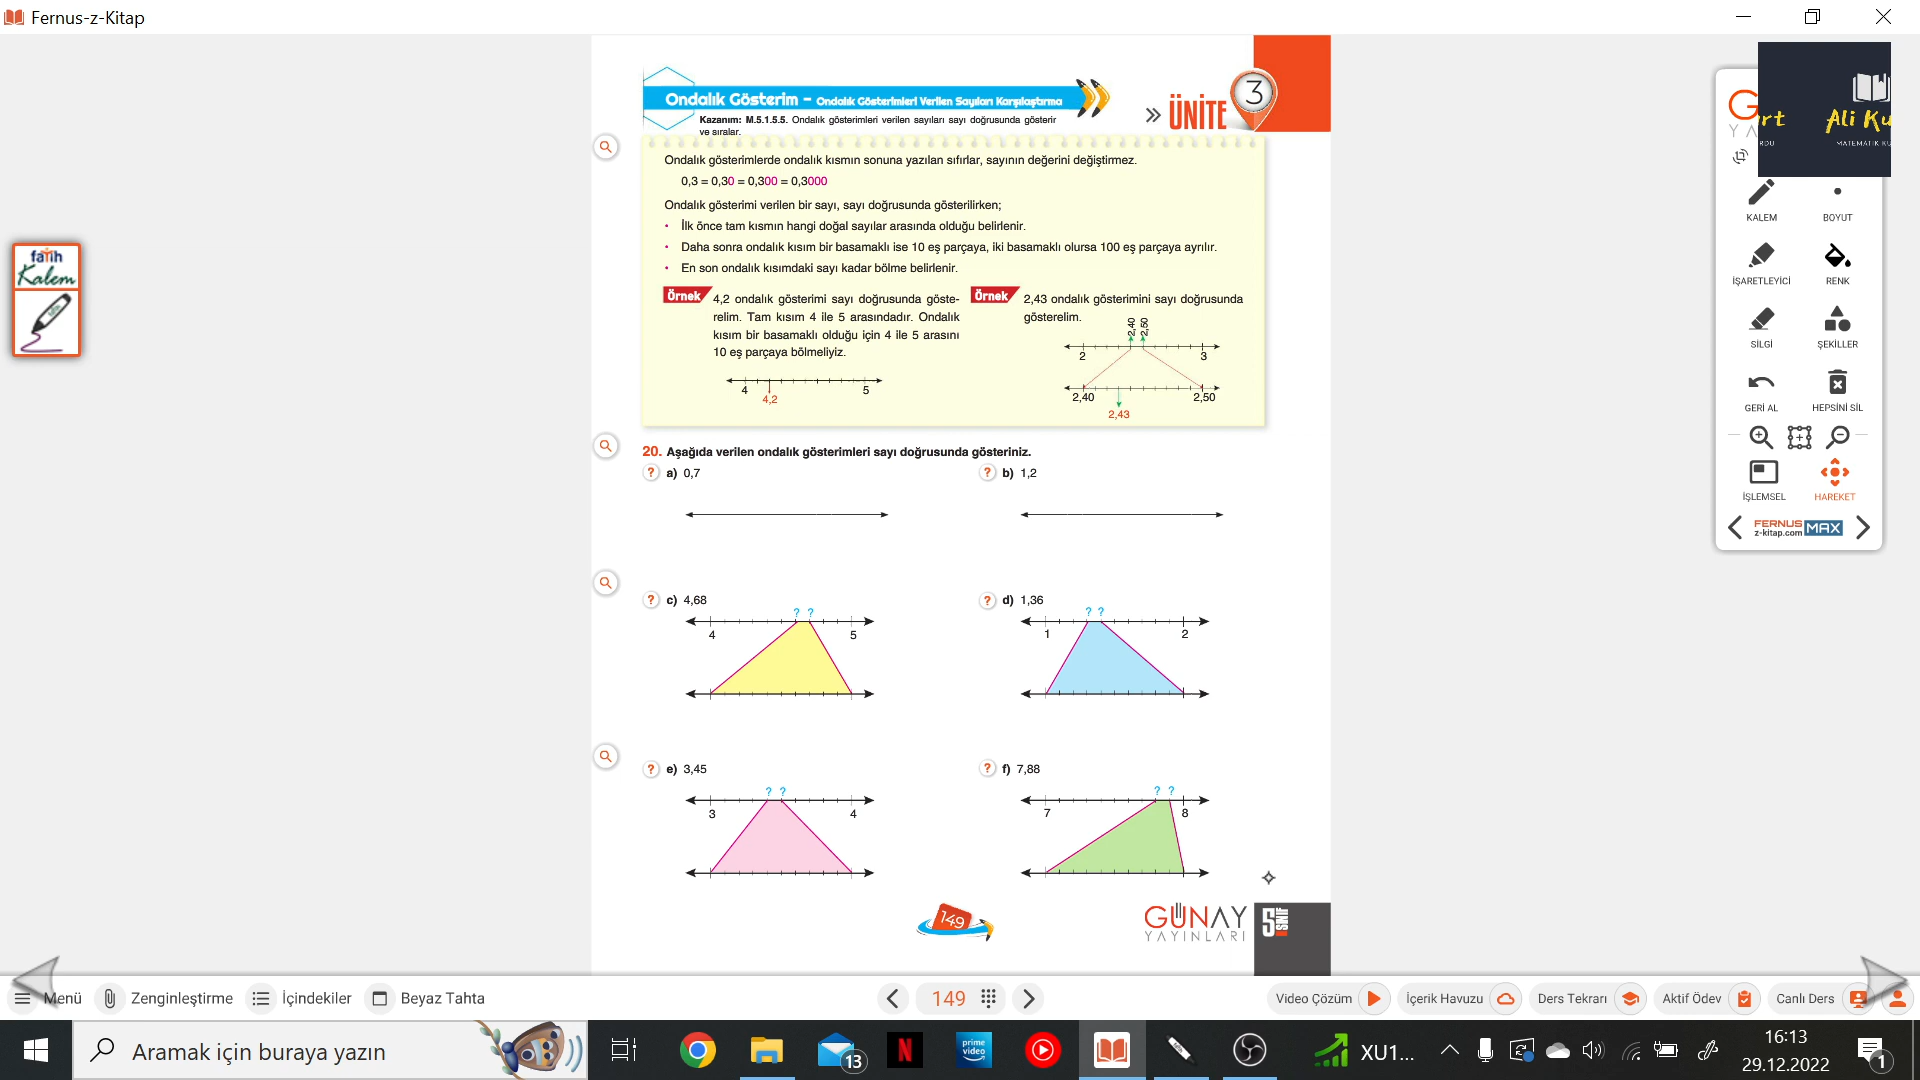 Fernus-z-Kitap
Ondalık Gösterim - Ondalık Gösterimleri Verilen Sayıları Karşılaştırma
Kazanım: M.5.1.5.5. Ondalık gösterimleri verilen sayıları sayı doğrusunda gösterir
ve sıralar.
ÜNİTE
3
Ondalık gösterimlerde ondalık kısmın sonuna yazılan sıfırlar, sayının değerini değiştirmez.
0,3 = 0,30 = 0,300 = 0,3000
Ondalık gösterimi verilen bir sayı, sayı doğrusunda gösterilirken;
• İlk önce tam kısmın hangi doğal sayılar arasında olduğu belirlenir.
• Daha sonra ondalık kısım bir basamaklı ise 10 eş parçaya, iki basamaklı olursa 100 eş parçaya ayrılır.
• En son ondalık kısımdaki sayı kadar bölme belirlenir.
Örnek
4,2 ondalık gösterimi sayı doğrusunda göste-
relim. Tam kısım 4 ile 5 arasındadır. Ondalık
kısım bir basamaklı olduğu için 4 ile 5 arasını
10 eş parçaya bölmeliyiz.
4
5
4,2
Örnek
2,43 ondalık gösterimini sayı doğrusunda
gösterelim.
2,40
2,50
2
3
2,40
2,50
2,43
20. Aşağıda verilen ondalık gösterimleri sayı doğrusunda gösteriniz.
? a) 0,7
? b) 1,2
? c) 4,68
? ?
4
5
? d) 1,36
? ?
1
2
? e) 3,45
? ?
3
4
? f) 7,88
? ?
7
8
149
GÜNAY
YAYINLARI
5.
SINIF
fatih
Kalem
G
YA
rt
Ali Ku
RDU
MATEMATİK KU
KALEM
BOYUT
İŞARETLEYİCİ
RENK
SİLGİ
ŞEKİLLER
GERİ AL
HEPSİNİ SİL
İŞLEMSEL
HAREKET
FERNUS
z-kitap.com
MAX
Menü
Zenginleştirme
İçindekiler
Beyaz Tahta
149
Video Çözüm
İçerik Havuzu
Ders Tekrarı
Aktif Ödev
Canlı Ders
Aramak için buraya yazın
13
N
prime
video
XU1...
16:13
29.12.2022
1